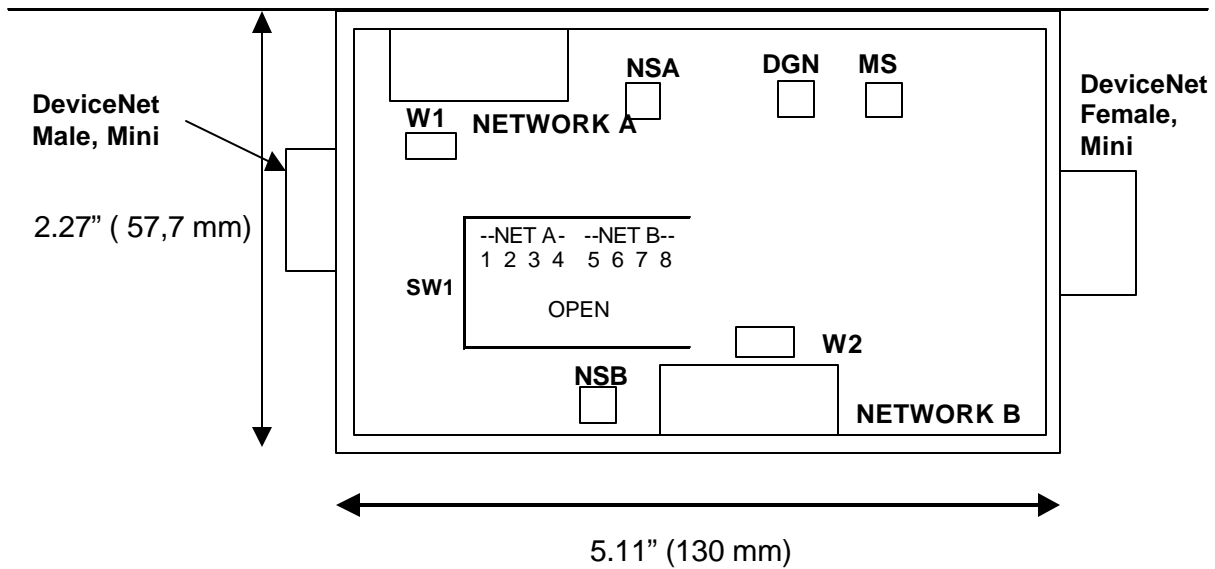 DeviceNet
Male, Mini
2.27” ( 57,7 mm)
NSA
DGN
MS
W1
NETWORK A
DeviceNet
Female,
Mini
--NET A- --NET B--
1 2 3 4 5 6 7 8
SW1
OPEN
W2
NSB
NETWORK B
5.11” (130 mm)